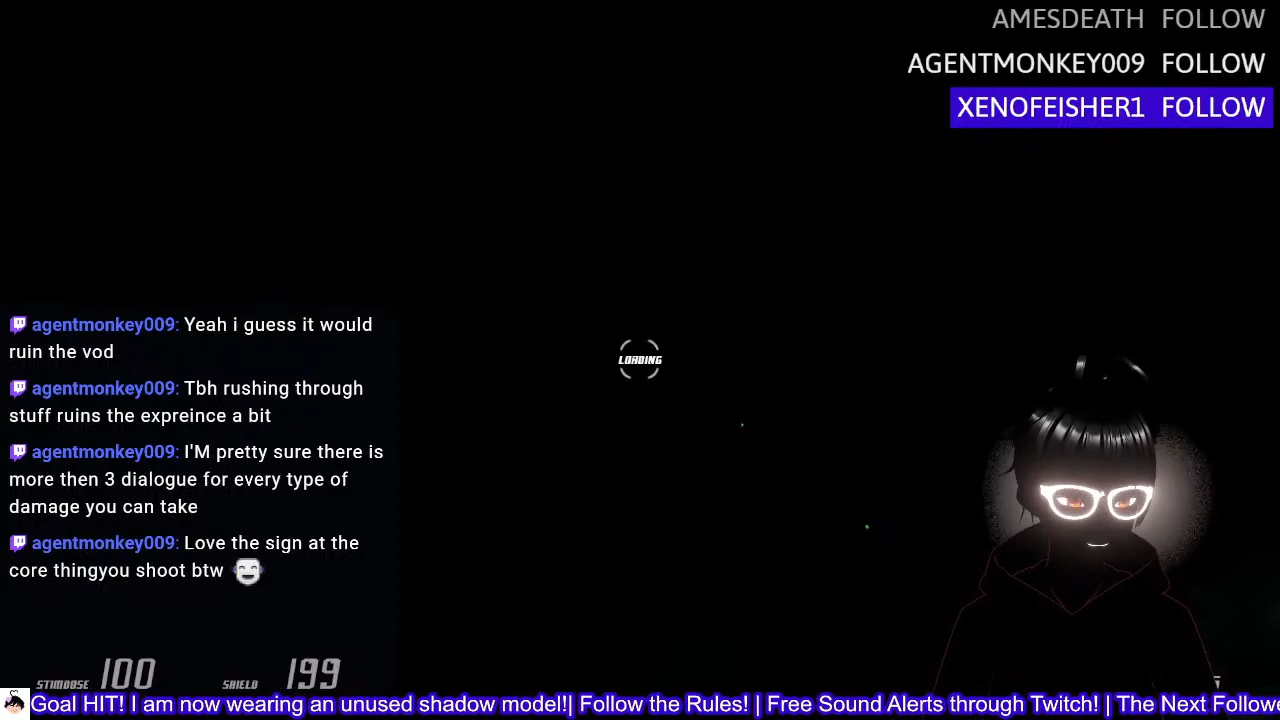 AMESDEATH FOLLOW
AGENTMONKEY009 FOLLOW
XENOFEISHER1 FOLLOW
agentmonkey009: Yeah i guess it would
ruin the vod
agentmonkey009: Tbh rushing through
stuff ruins the expreince a bit
agentmonkey009: I'M pretty sure there is
more then 3 dialogue for every type of
damage you can take
agentmonkey009: Love the sign at the
core thingyou shoot btw
LOADING
STIMDOSE 100 SHIELD 199
Goal HIT! I am now wearing an unused shadow model!| Follow the Rules! | Free Sound Alerts through Twitch! | The Next Followe